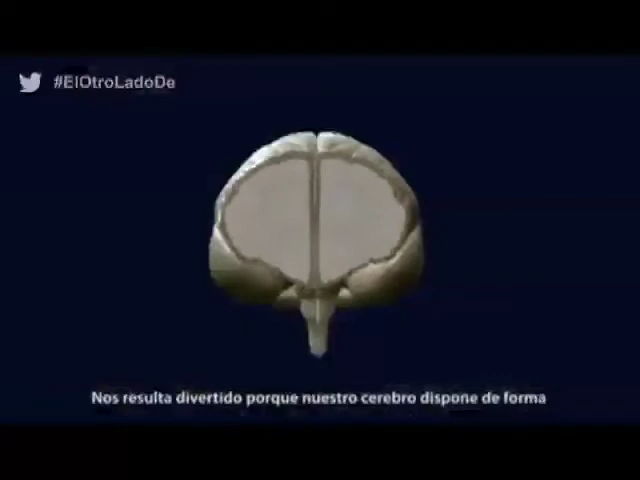 #ElOtroLadoDe
Nos resulta divertido porque nuestro cerebro dispone de forma